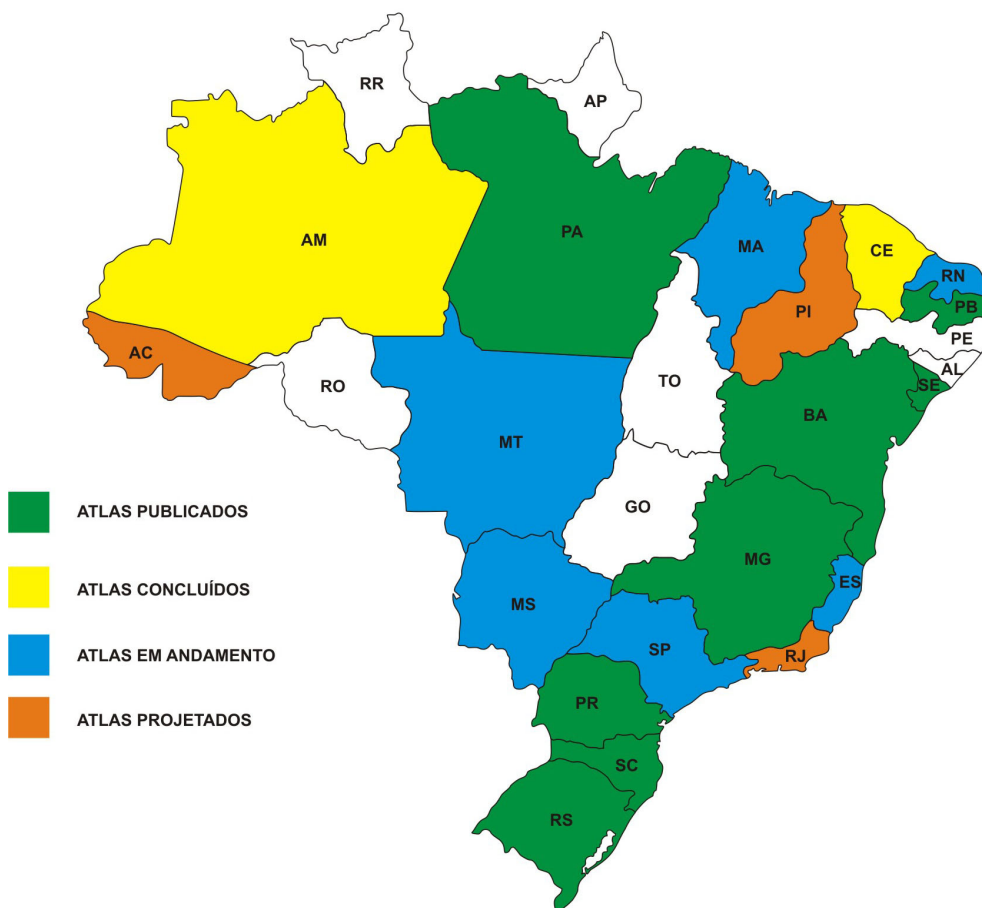 RR
AP
AM
PA
MA
CE
RN
PB
PI
PE
AC
RO
TO
AL
SE
BA
MT
GO
MG
ES
MS
SP
RJ
PR
SC
RS
ATLAS PUBLICADOS
ATLAS CONCLUÍDOS
ATLAS EM ANDAMENTO
ATLAS PROJETADOS